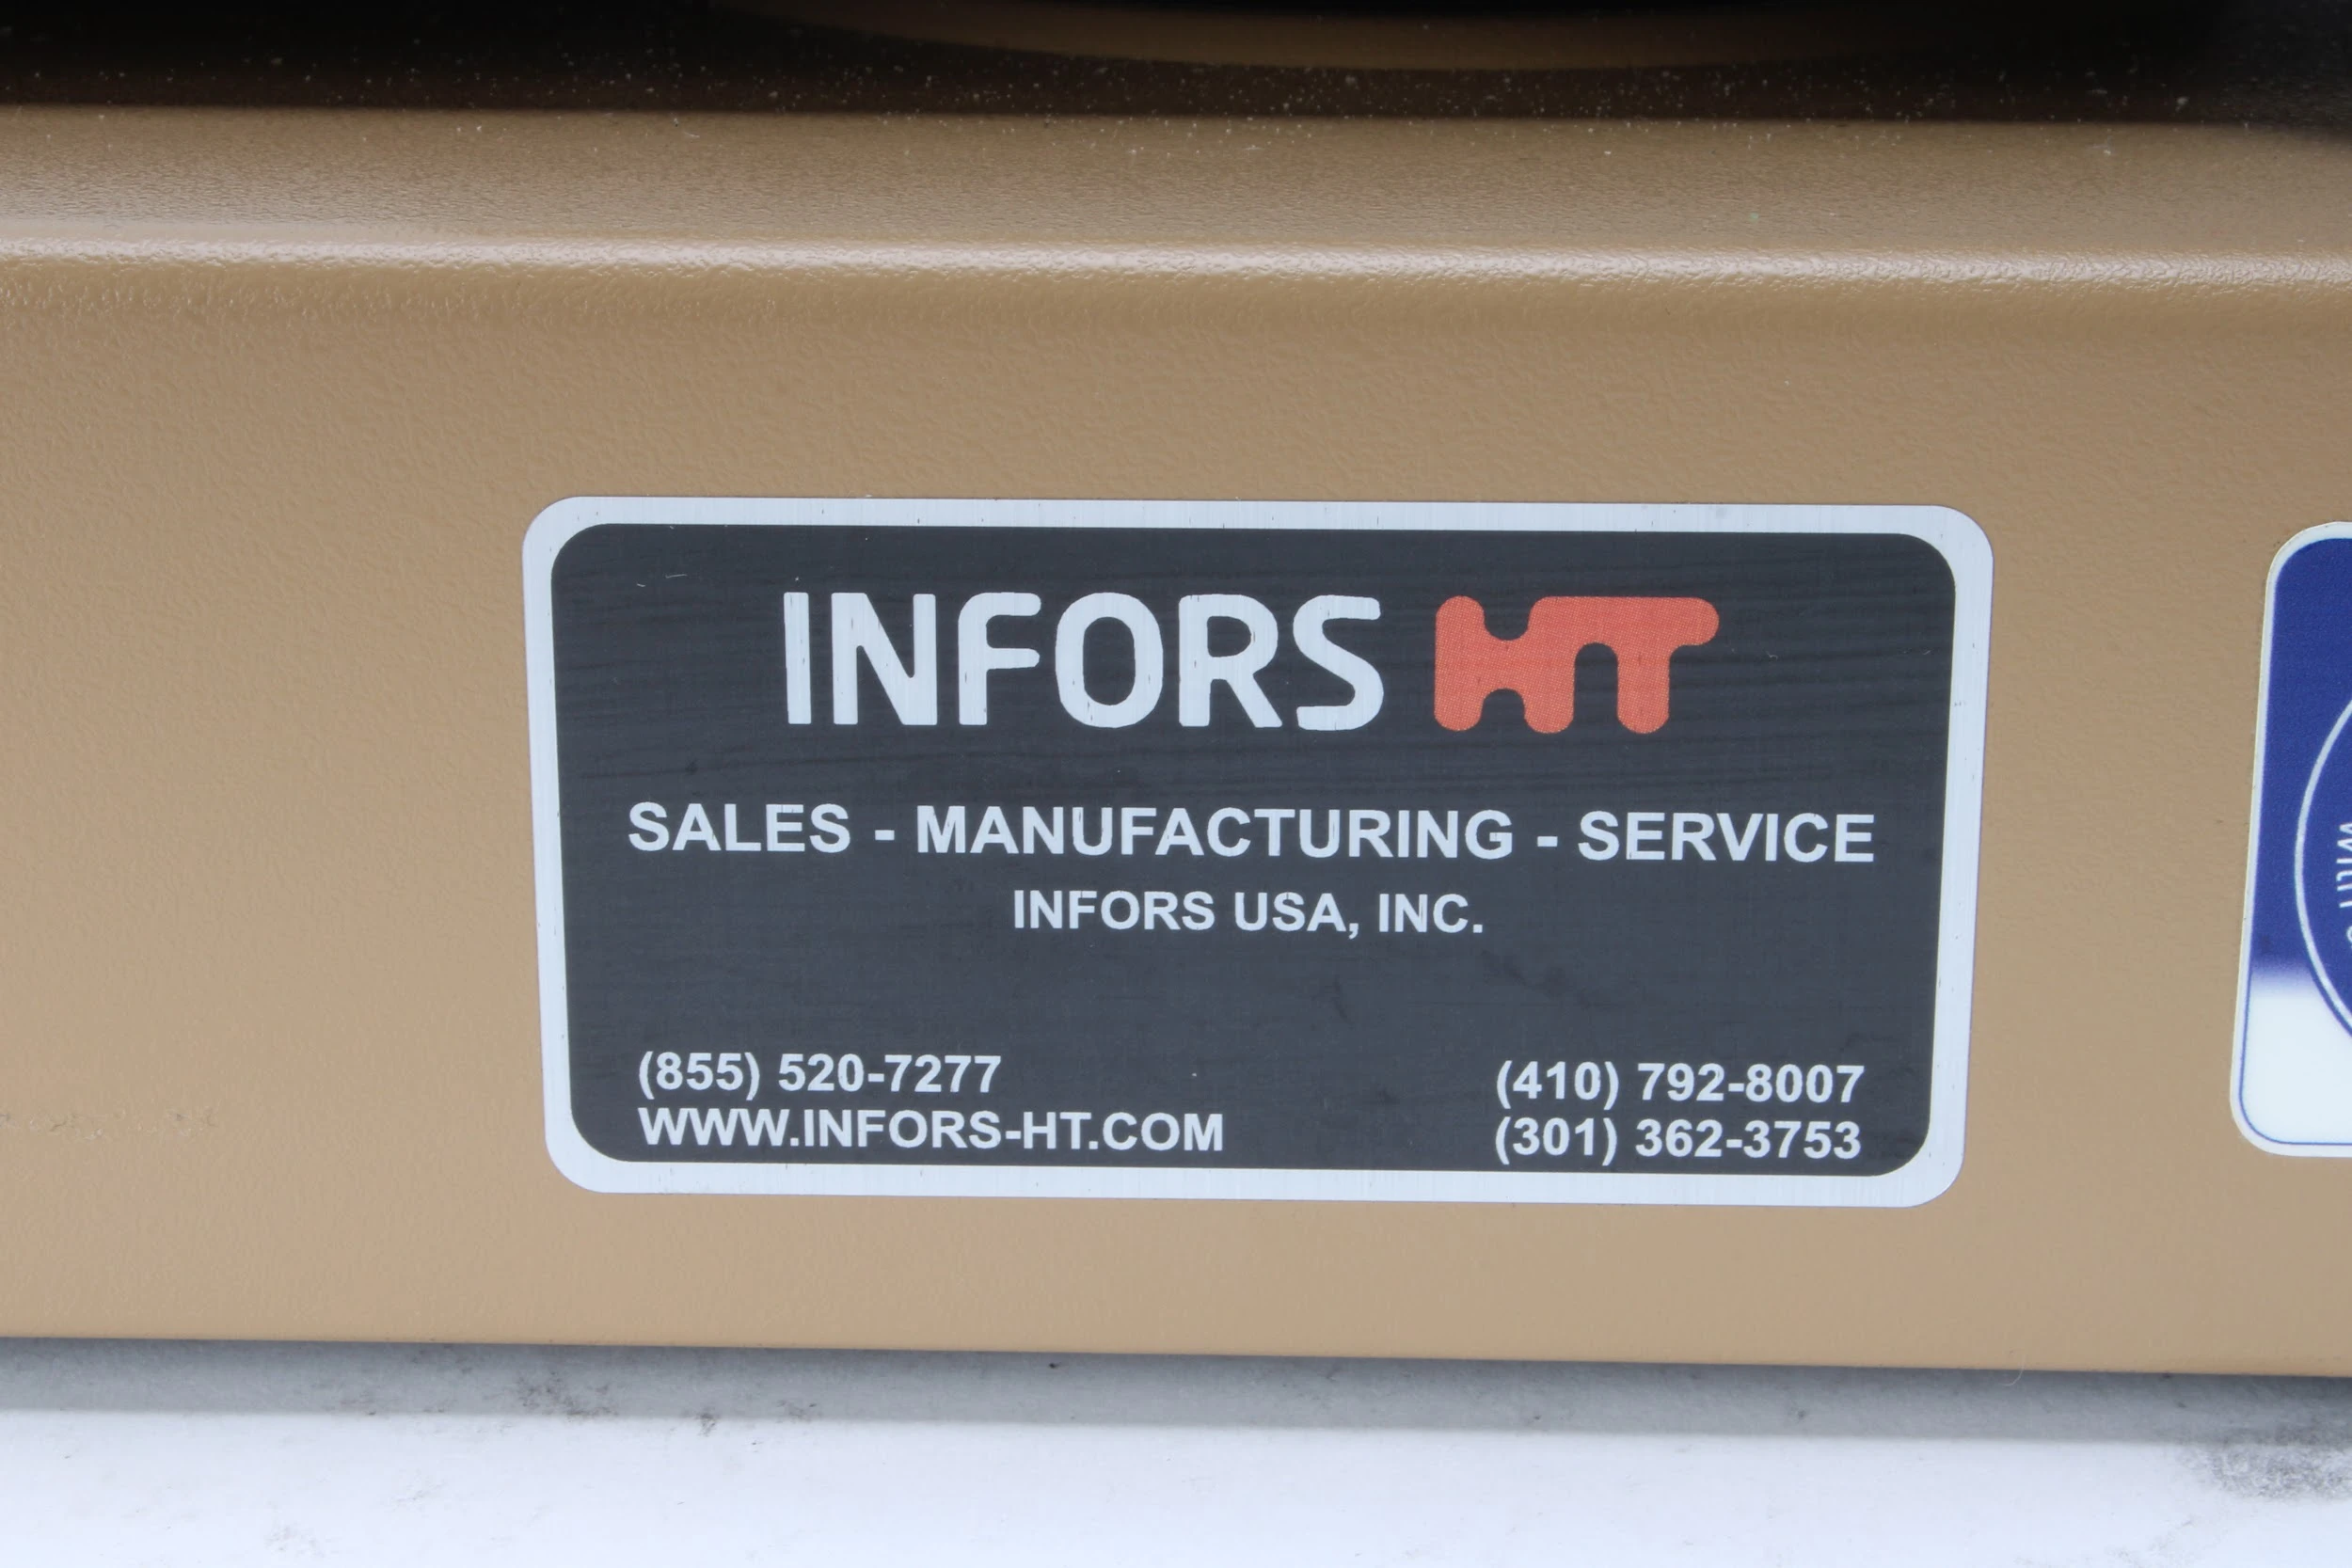 INFORS HT
SALES - MANUFACTURING - SERVICE
INFORS USA, INC.
(855) 520-7277
WWW.INFORS-HT.COM
(410) 792-8007
(301) 362-3753